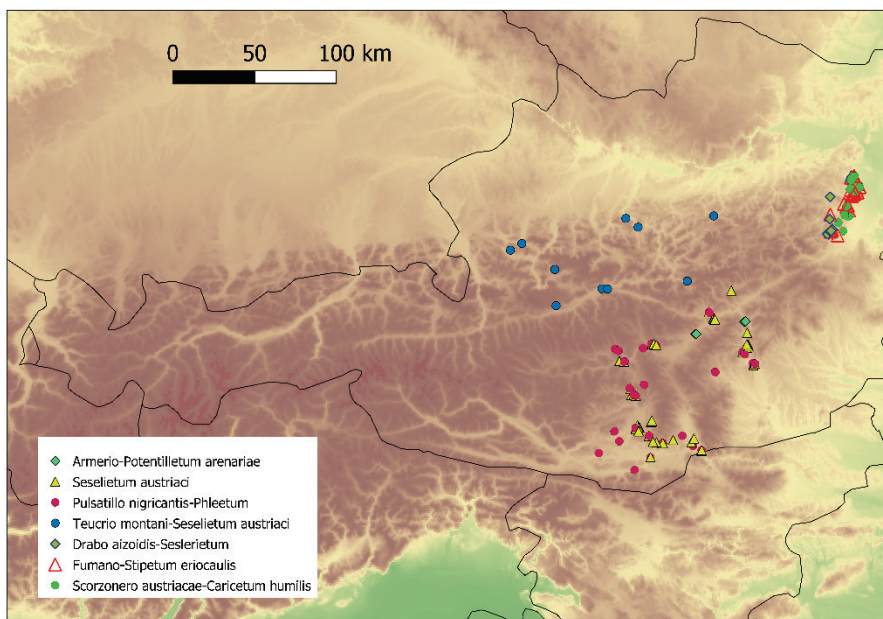 0 50 100 km
Armerio-Potentilletum arenariae
Seselietum austriaci
Pulsatillo nigricantis-Phleetum
Teucrio montani-Seselietum austriaci
Drabo aizoidis-Seslerietum
Fumano-Stipetum eriocaulis
Scorzonero austriacae-Caricetum humilis